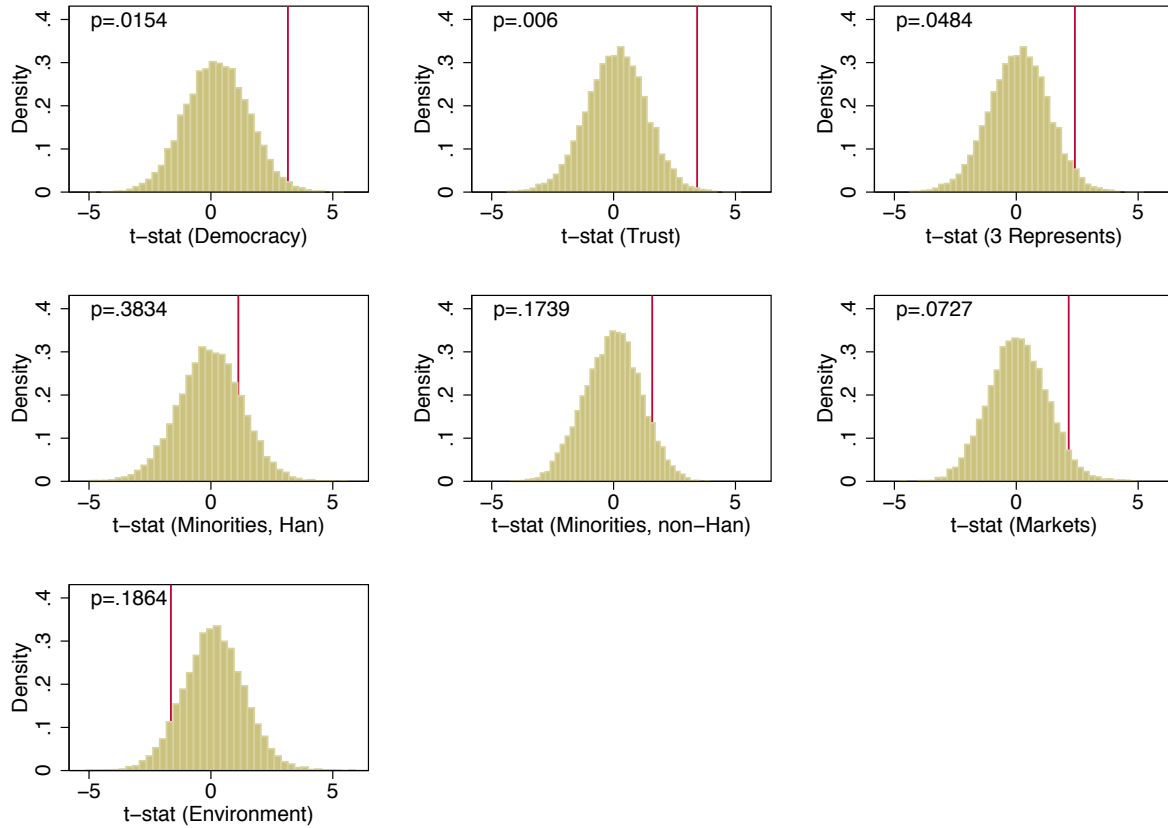 p=.0154
Density
0 .1 .2 .3 .4
−5 0 5
t−stat (Democracy)
p=.006
Density
0 .1 .2 .3 .4
−5 0 5
t−stat (Trust)
p=.0484
Density
0 .1 .2 .3 .4
−5 0 5
t−stat (3 Represents)
p=.3834
Density
0 .1 .2 .3 .4
−5 0 5
t−stat (Minorities, Han)
p=.1739
Density
0 .1 .2 .3 .4
−5 0 5
t−stat (Minorities, non−Han)
p=.0727
Density
0 .1 .2 .3 .4
−5 0 5
t−stat (Markets)
p=.1864
Density
0 .1 .2 .3 .4
−5 0 5
t−stat (Environment)